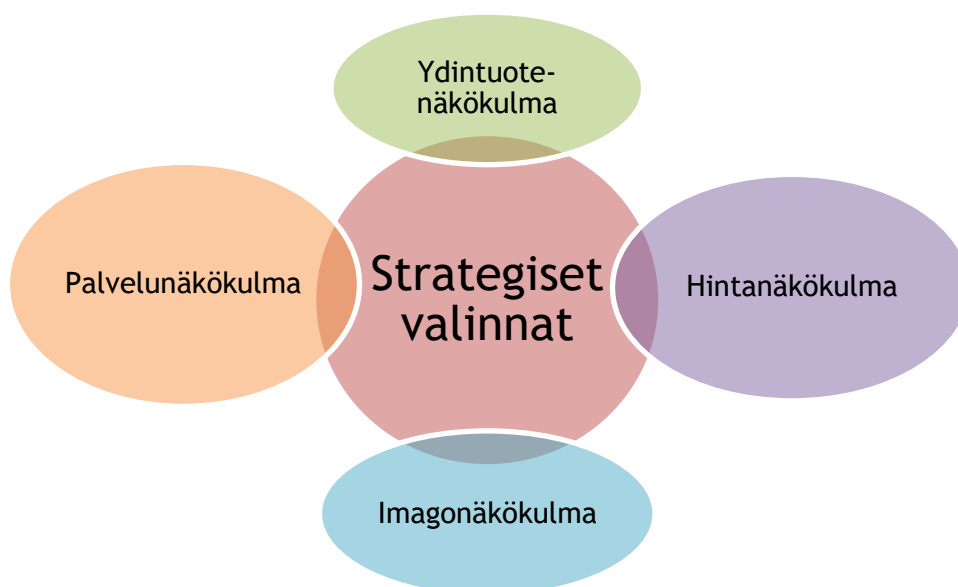 Ydintuote-
näkökulma
Palvelunäkökulma
Strategiset
valinnat
Hintanäkökulma
Imagonäkökulma